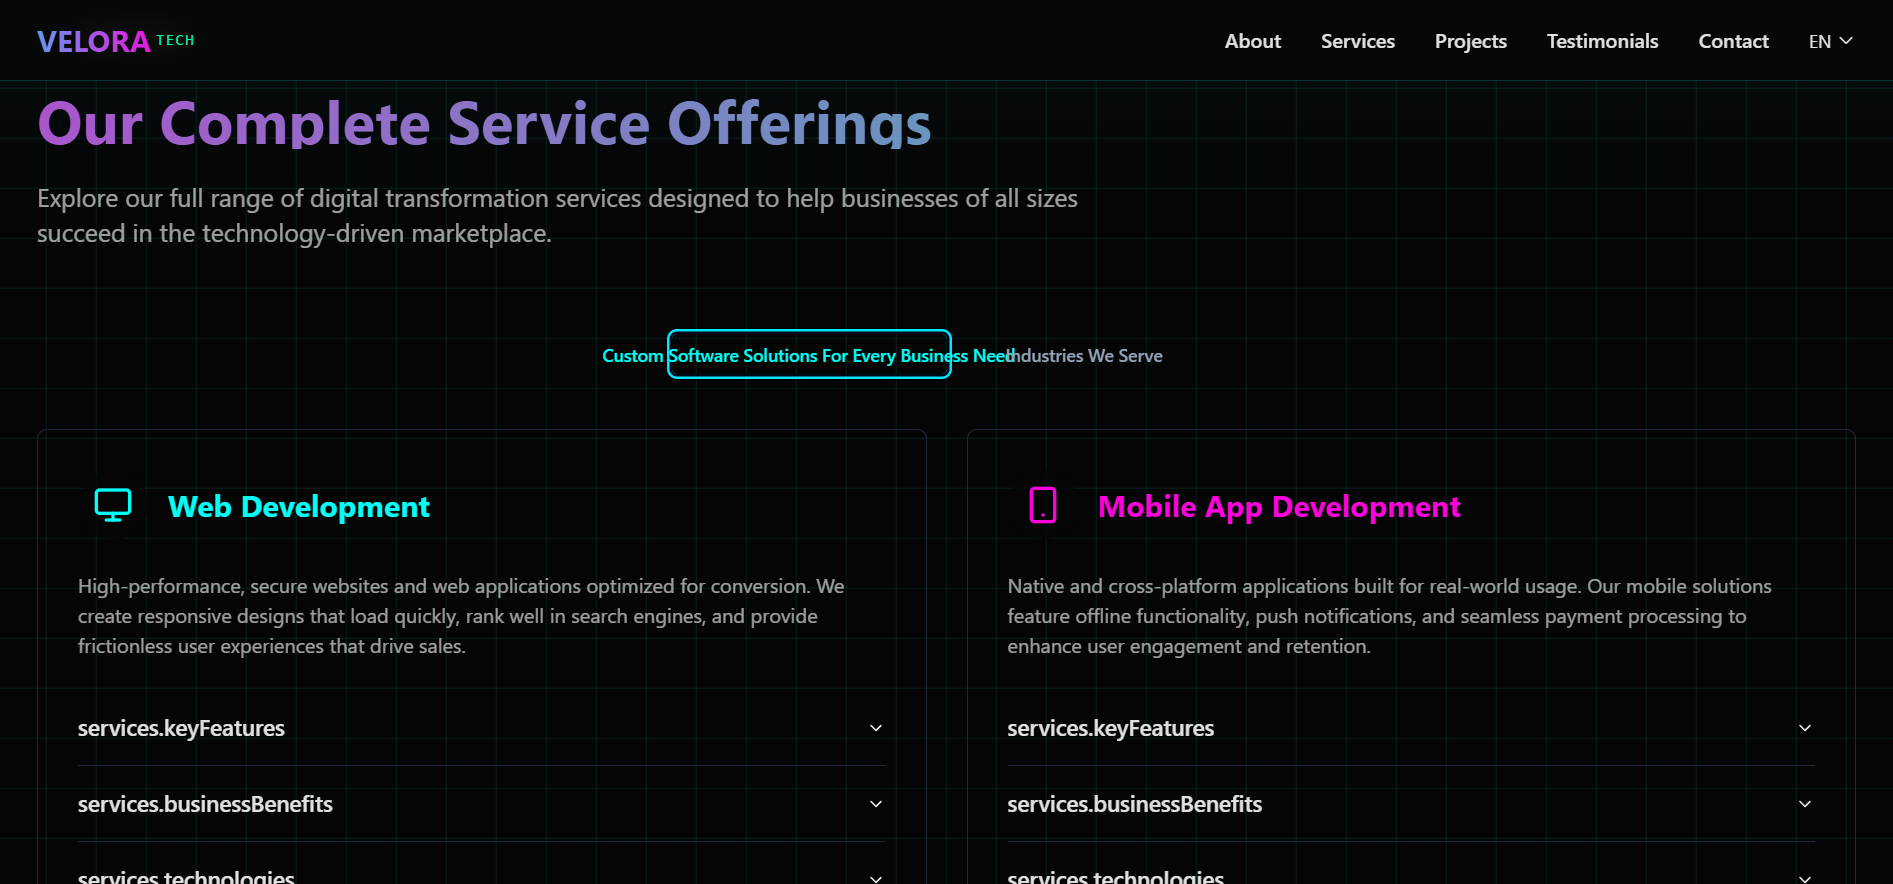 VELORA TECH
About Services Projects Testimonials Contact EN
Our Complete Service Offerings
Explore our full range of digital transformation services designed to help businesses of all sizes
succeed in the technology-driven marketplace.
Custom Software Solutions For Every Business Need Industries We Serve
Web Development
High-performance, secure websites and web applications optimized for conversion. We
create responsive designs that load quickly, rank well in search engines, and provide
frictionless user experiences that drive sales.
services.keyFeatures
services.businessBenefits
services.technologies
Mobile App Development
Native and cross-platform applications built for real-world usage. Our mobile solutions
feature offline functionality, push notifications, and seamless payment processing to
enhance user engagement and retention.
services.keyFeatures
services.businessBenefits
services.technologies